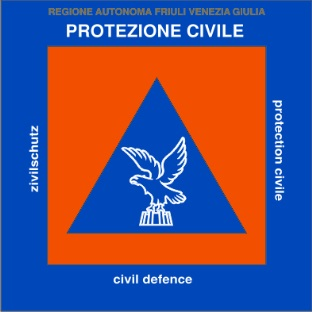 REGIONE AUTONOMA FRIULI VENEZIA GIULIA
PROTEZIONE CIVILE
zivilschutz
protection civile
civil defence